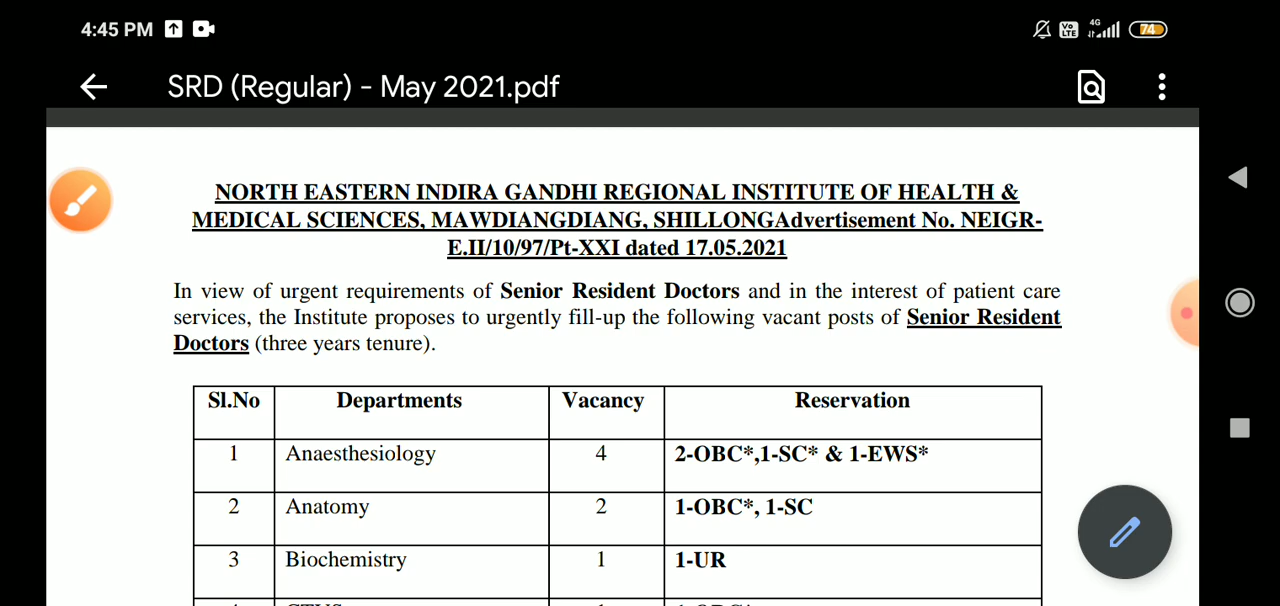 4:45 PM
4G
Vo
LTE
74
SRD (Regular) - May 2021.pdf
NORTH EASTERN INDIRA GANDHI REGIONAL INSTITUTE OF HEALTH &
MEDICAL SCIENCES, MAWDIANGDIANG, SHILLONGAdvertisement No. NEIGR-
E.II/10/97/Pt-XXI dated 17.05.2021
In view of urgent requirements of Senior Resident Doctors and in the interest of patient care
services, the Institute proposes to urgently fill-up the following vacant posts of Senior Resident
Doctors (three years tenure).
Sl.No Departments Vacancy Reservation
1 Anaesthesiology 4 2-OBC*,1-SC* & 1-EWS*
2 Anatomy 2 1-OBC*, 1-SC
3 Biochemistry 1 1-UR